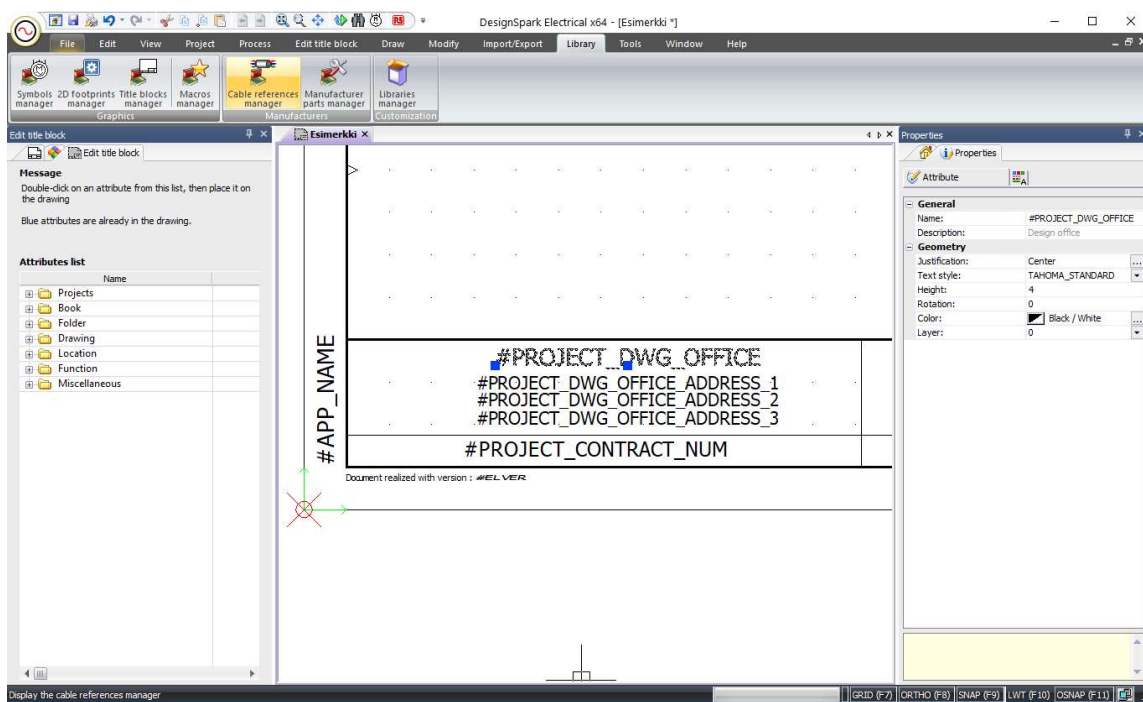 RS
DesignSpark Electrical x64 - [Esimerkki *]
File Edit View Project Process Edit title block Draw Modify Import/Export Library Tools Window Help
Symbols manager
2D footprints manager
Title blocks manager
Macros manager
Cable references manager
Manufacturer parts manager
Libraries manager
Graphics
Manufacturers
Customization
Edit title block
Edit title block
Message
Double-click on an attribute from this list, then place it on
the drawing
Blue attributes are already in the drawing.
Attributes list
Name
Projects
Book
Folder
Drawing
Location
Function
Miscellaneous
Esimerkki
#APP_NAME
#PROJECT_DWG_OFFICE
#PROJECT_DWG_OFFICE_ADDRESS_1
#PROJECT_DWG_OFFICE_ADDRESS_2
#PROJECT_DWG_OFFICE_ADDRESS_3
#PROJECT_CONTRACT_NUM
Document realized with version : #ELVER
Properties
Properties
Attribute
General
Name: #PROJECT_DWG_OFFICE
Description: Design office
Geometry
Justification: Center ...
Text style: TAHOMA_STANDARD
Height: 4
Rotation: 0
Color: Black / White ...
Layer: 0
Display the cable references manager
GRID (F7) ORTHO (F8) SNAP (F9) LWT (F10) OSNAP (F11)